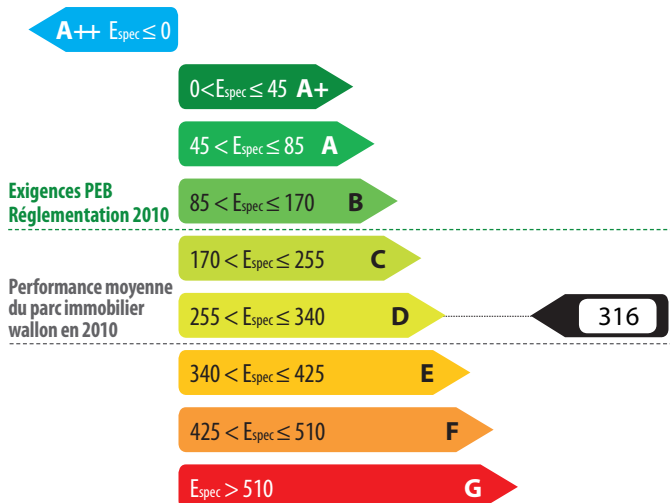 A++ Espec ≤ 0
0 < Espec ≤ 45 A+
45 < Espec ≤ 85 A
Exigences PEB
Réglementation 2010
85 < Espec ≤ 170 B
170 < Espec ≤ 255 C
Performance moyenne
du parc immobilier
wallon en 2010
255 < Espec ≤ 340 D
316
340 < Espec ≤ 425 E
425 < Espec ≤ 510 F
Espec > 510 G